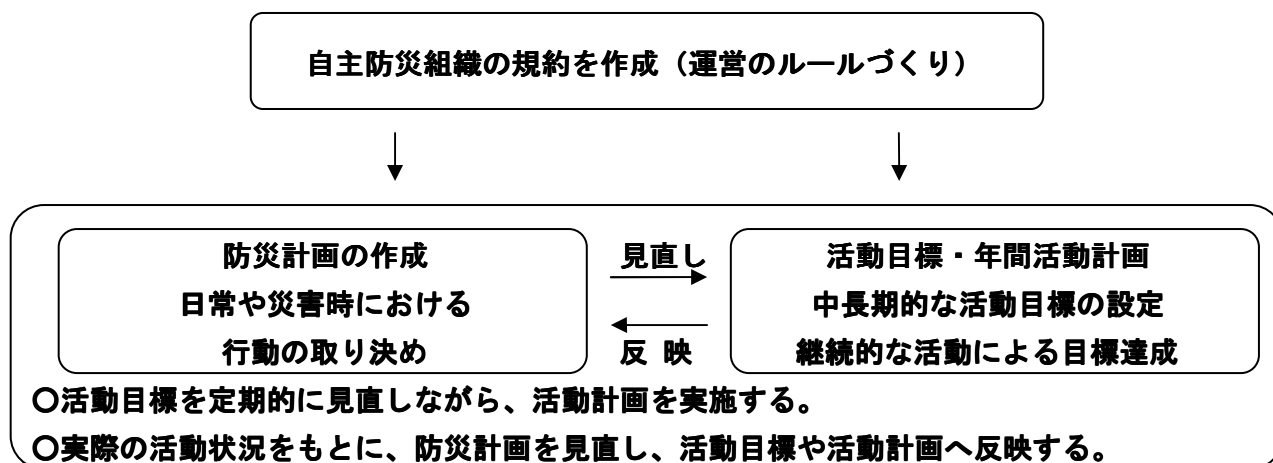 自主防災組織の規約を作成（運営のルールづくり）
防災計画の作成
日常や災害時における
行動の取り決め
見直し
反 映
活動目標・年間活動計画
中長期的な活動目標の設定
継続的な活動による目標達成
○活動目標を定期的に見直しながら、活動計画を実施する。
○実際の活動状況をもとに、防災計画を見直し、活動目標や活動計画へ反映する。